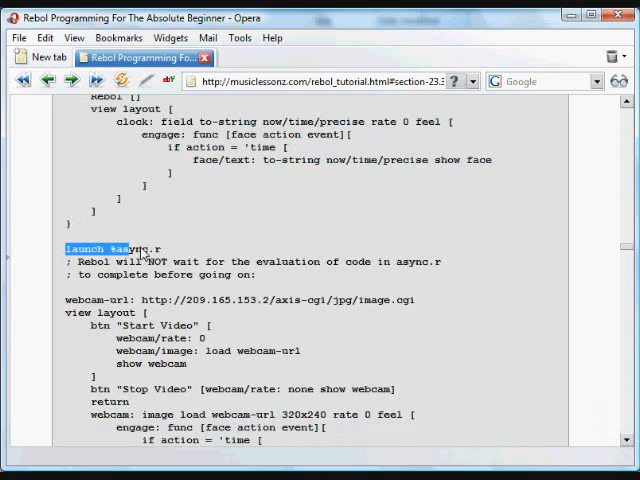 Rebol Programming For The Absolute Beginner - Opera
File Edit View Bookmarks Mail Tools Help
New tab Rebol Programming For The Absolute B
http://musiclessonz.com/rebol_tutorial.html#section-23.3 ? Google
Rebol []
view layout [
clock: field to-string now/time/precise rate 0 feel [
engage: func [face action event][
if action = 'time [
face/text: to-string now/time/precise show face
]
]
]
]
}
launch %async.r
; Rebol will NOT wait for the evaluation of code in async.r
; to complete before going on:
webcam-url: http://209.165.153.2/axis-cgi/jpg/image.cgi
view layout [
btn "Start Video" [
webcam/rate: 0
webcam/image: load webcam-url
show webcam
]
btn "Stop Video" [webcam/rate: none show webcam]
return
webcam: image load webcam-url 320x240 rate 0 feel [
engage: func [face action event][
if action = 'time [